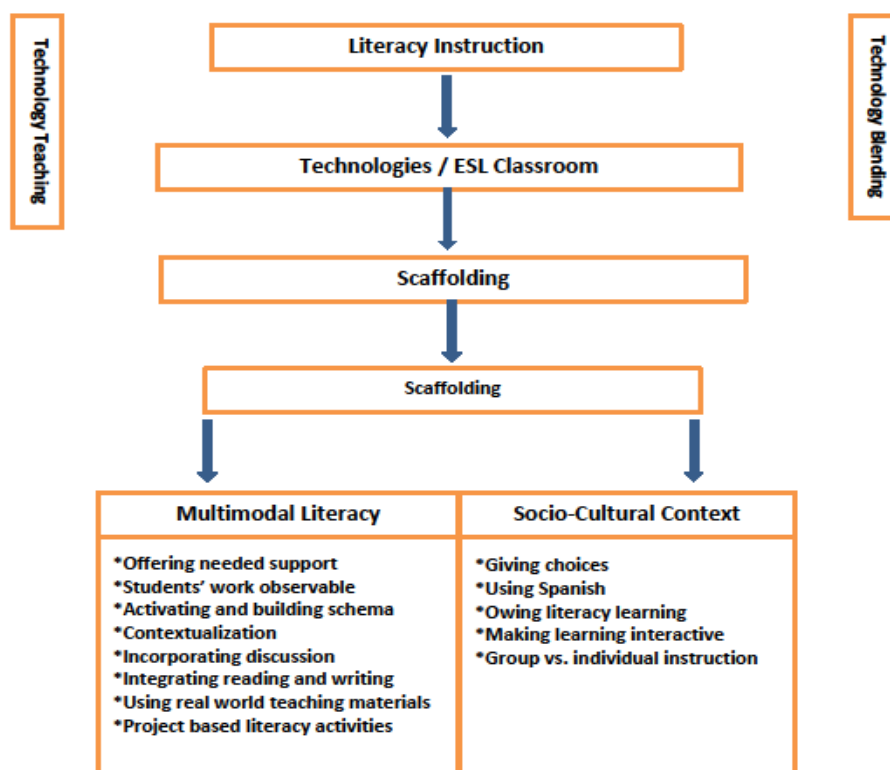 Technology Teaching
Technology Blending
Literacy Instruction
Technologies / ESL Classroom
Scaffolding
Scaffolding
Multimodal Literacy
*Offering needed support
*Students' work observable
*Activating and building schema
*Contextualization
*Incorporating discussion
*Integrating reading and writing
*Using real world teaching materials
*Project based literacy activities
Socio-Cultural Context
*Giving choices
*Using Spanish
*Owing literacy learning
*Making learning interactive
*Group vs. individual instruction